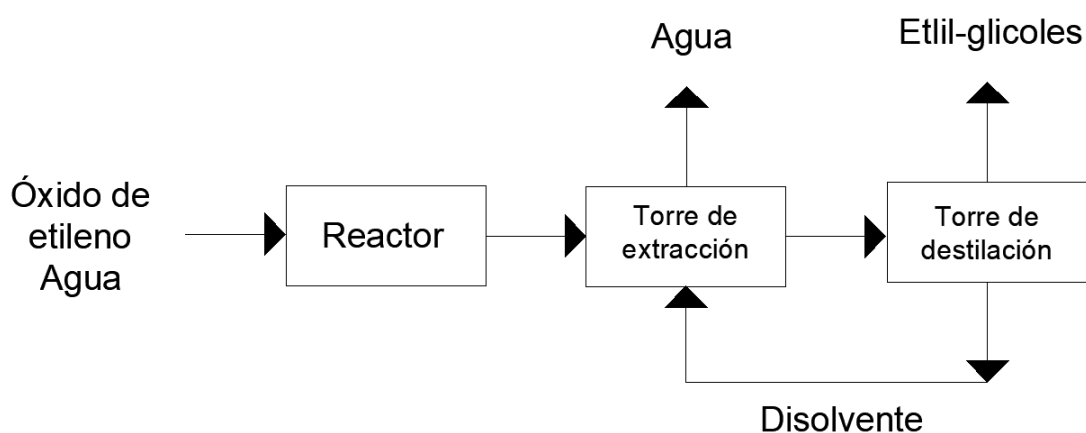 Agua
Etlil-glicoles
Óxido de
etileno
Agua
Reactor
Torre de
extracción
Torre de
destilación
Disolvente